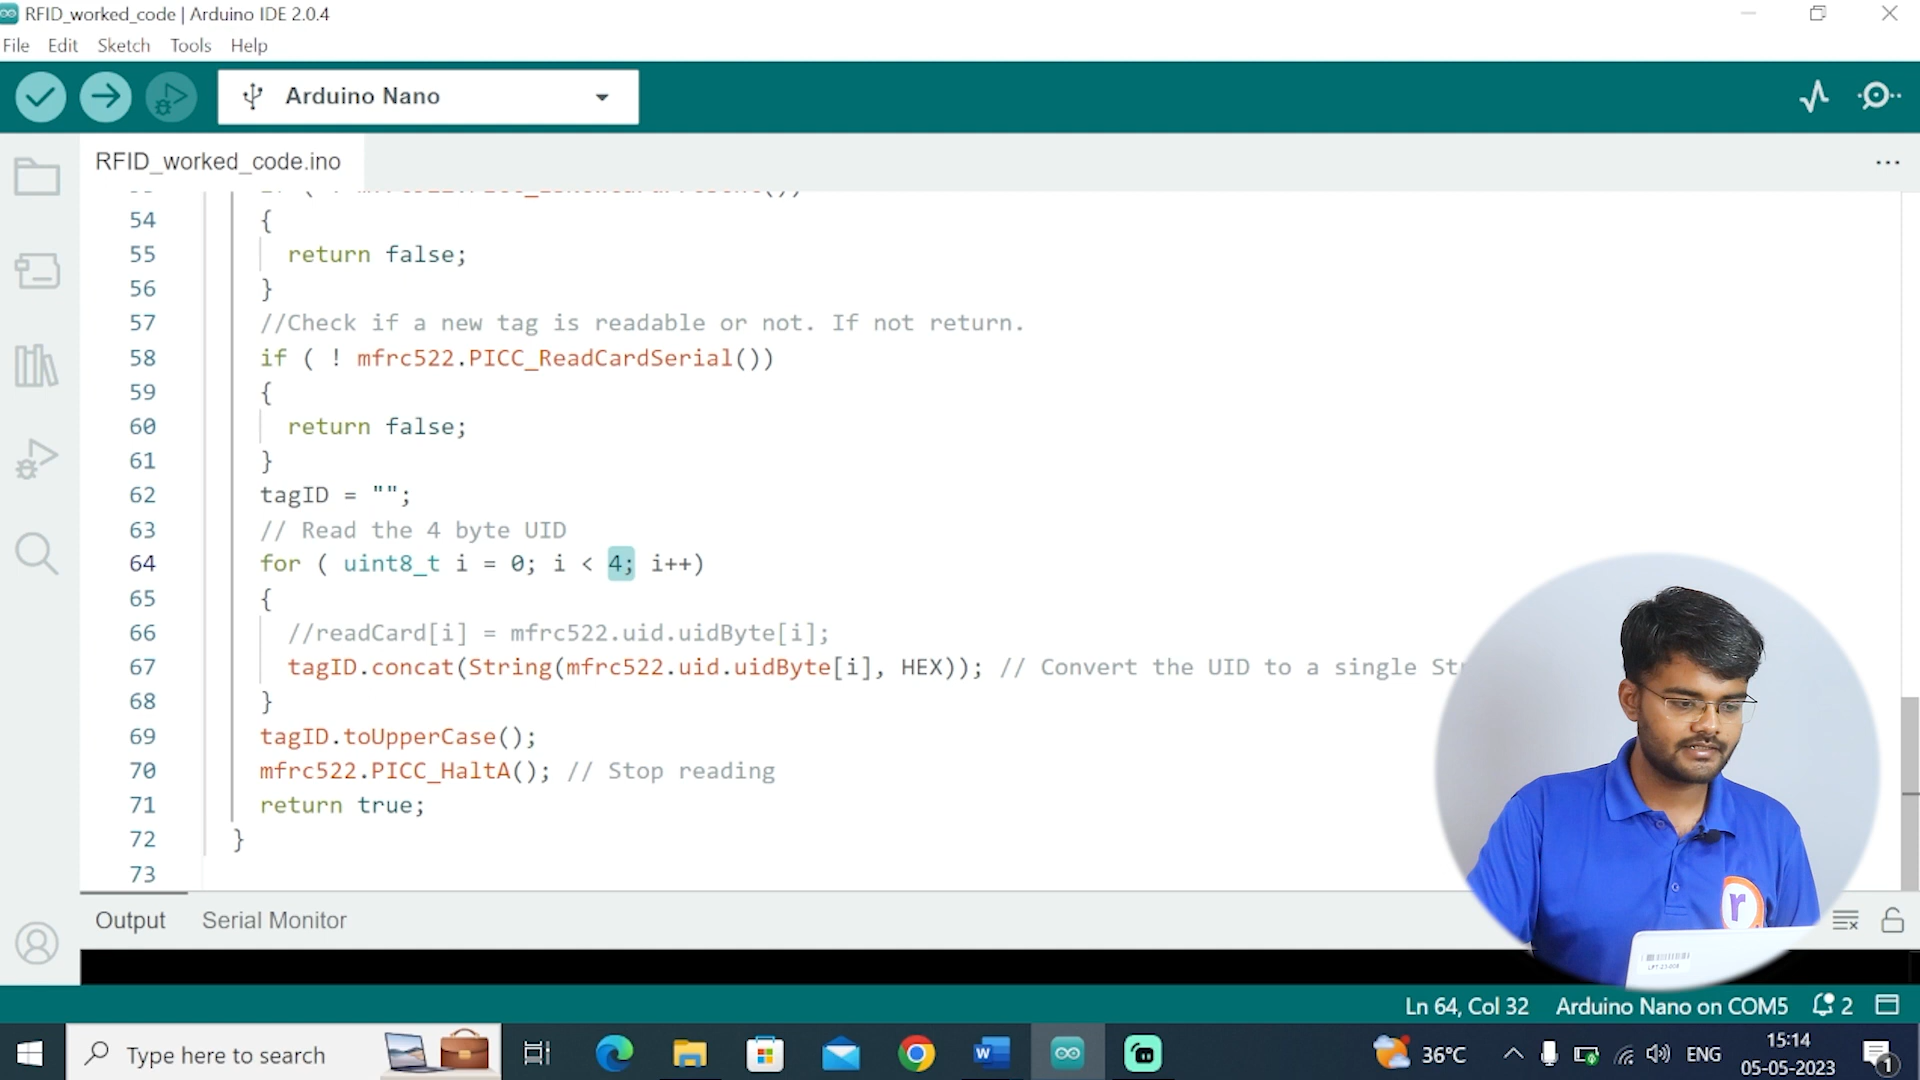 RFID_worked_code | Arduino IDE 2.0.4
File Edit Sketch Tools Help
Arduino Nano
RFID_worked_code.ino
54 {
55 return false;
56 }
57 //Check if a new tag is readable or not. If not return.
58 if ( ! mfrc522.PICC_ReadCardSerial())
59 {
60 return false;
61 }
62 tagID = "";
63 // Read the 4 byte UID
64 for ( uint8_t i = 0; i < 4; i++)
65 {
66 //readCard[i] = mfrc522.uid.uidByte[i];
67 tagID.concat(String(mfrc522.uid.uidByte[i], HEX)); // Convert the UID to a single
68 }
69 tagID.toUpperCase();
70 mfrc522.PICC_HaltA(); // Stop reading
71 return true;
72 }
73
r
Output Serial Monitor
Ln 64, Col 32 Arduino Nano on COM5 2
Type here to search
W
36°C
ENG
15:14
05-05-2023
1